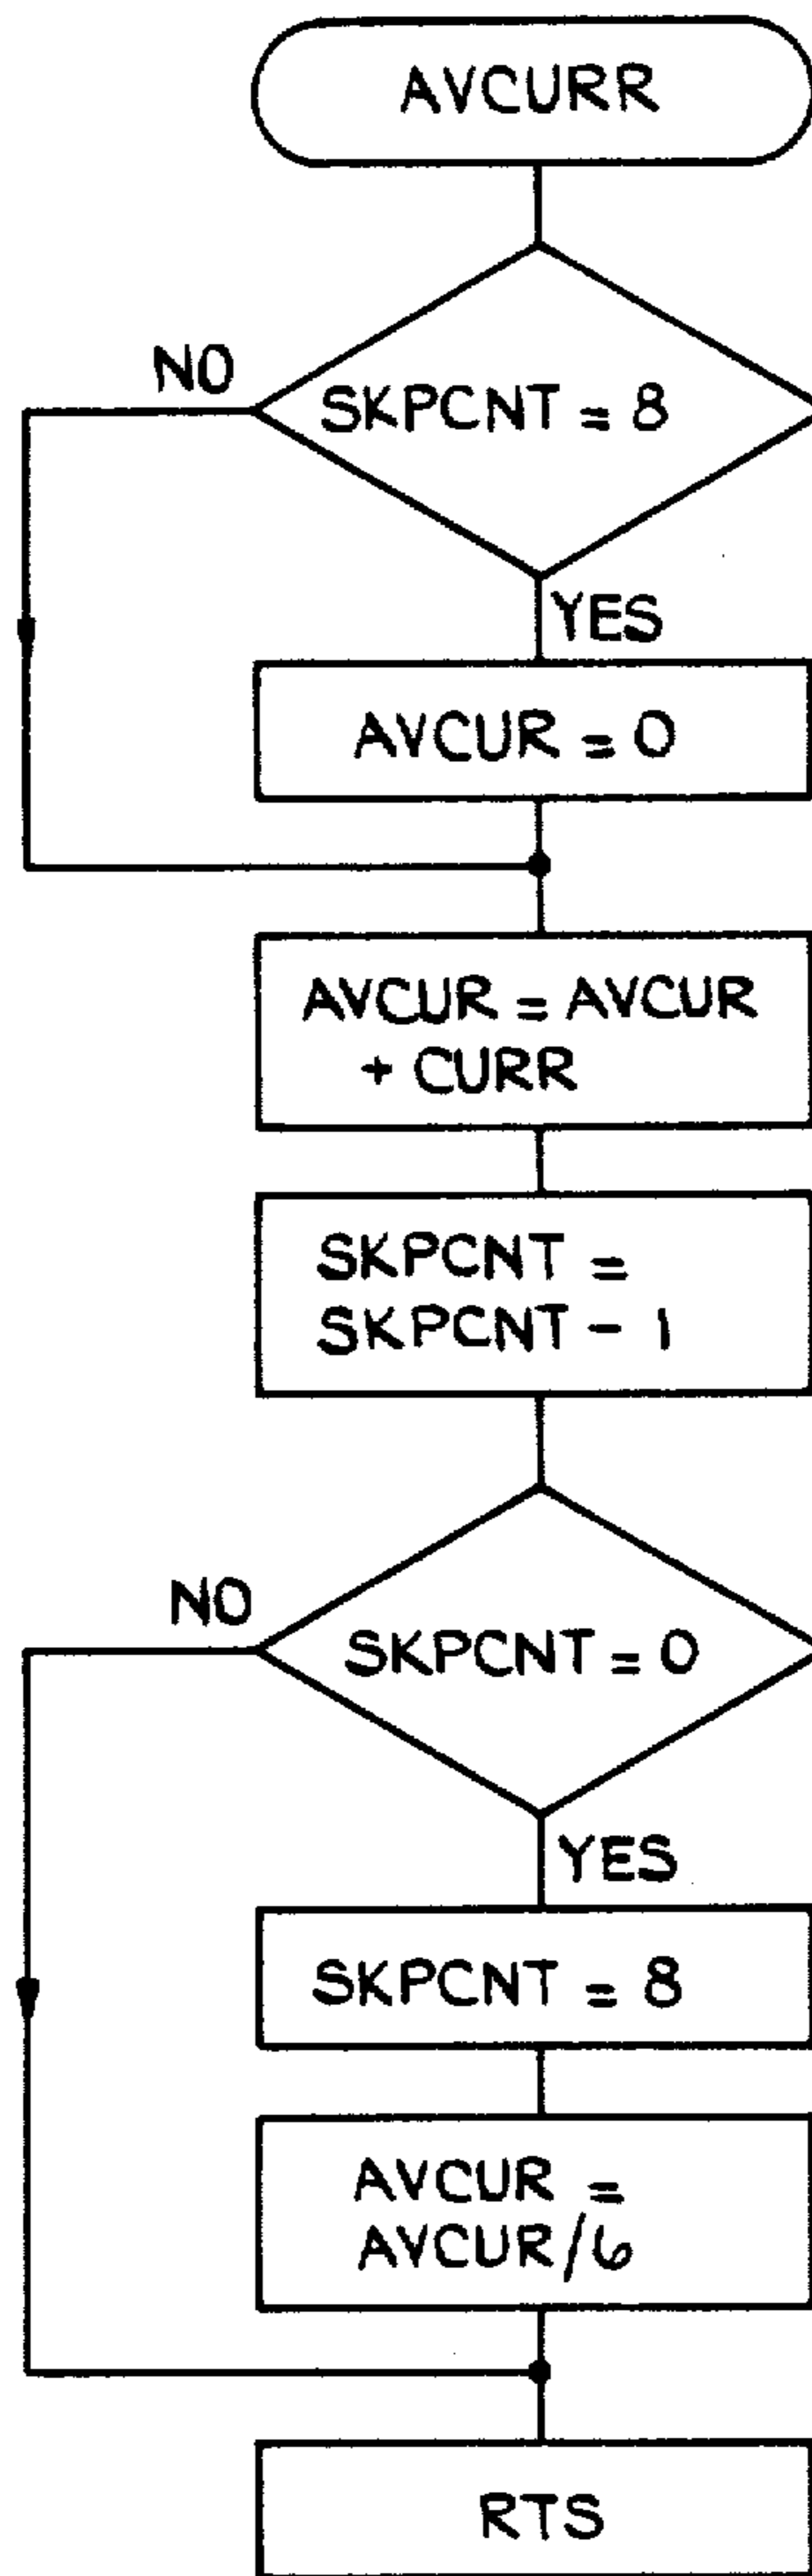 AVCURR
NO
SKPCNT = 8
YES
AVCUR = 0
AVCUR = AVCUR
+ CURR
SKPCNT =
SKPCNT - 1
NO
SKPCNT = 0
YES
SKPCNT = 8
AVCUR =
AVCUR/6
RTS